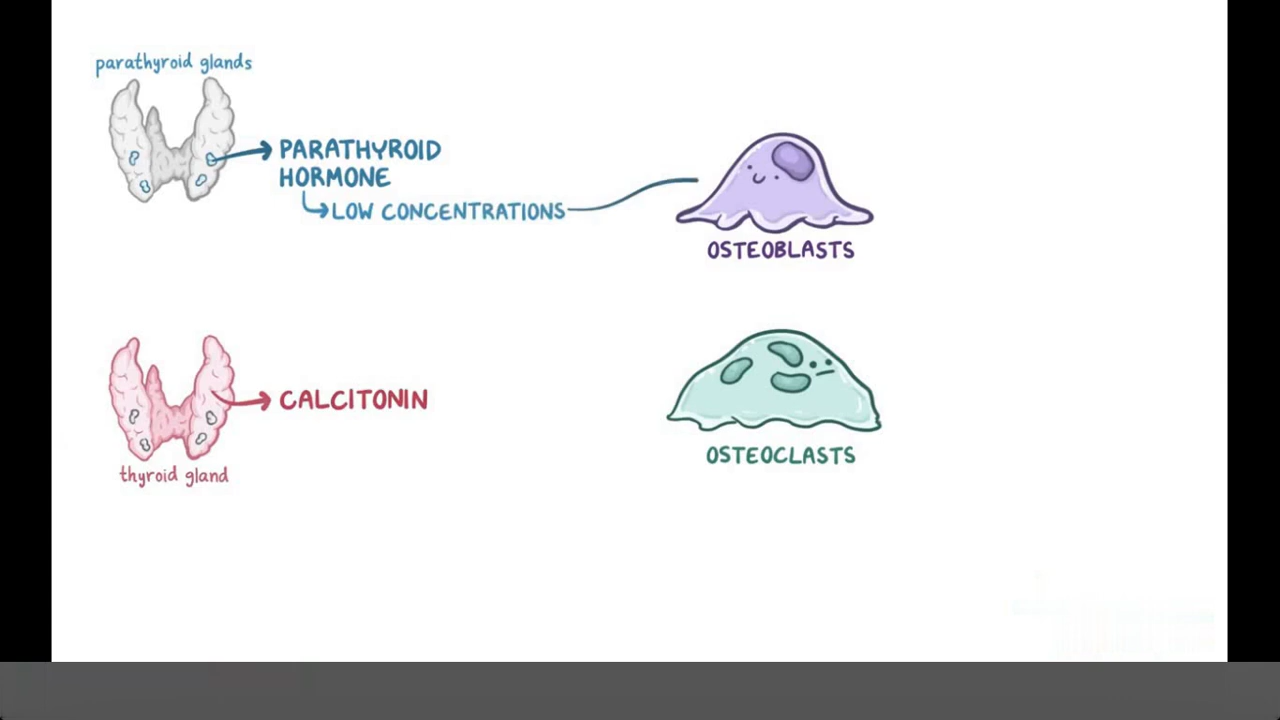 parathyroid glands
PARATHYROID
HORMONE
LOW CONCENTRATIONS
OSTEOBLASTS
CALCITONIN
OSTEOCLASTS
thyroid gland